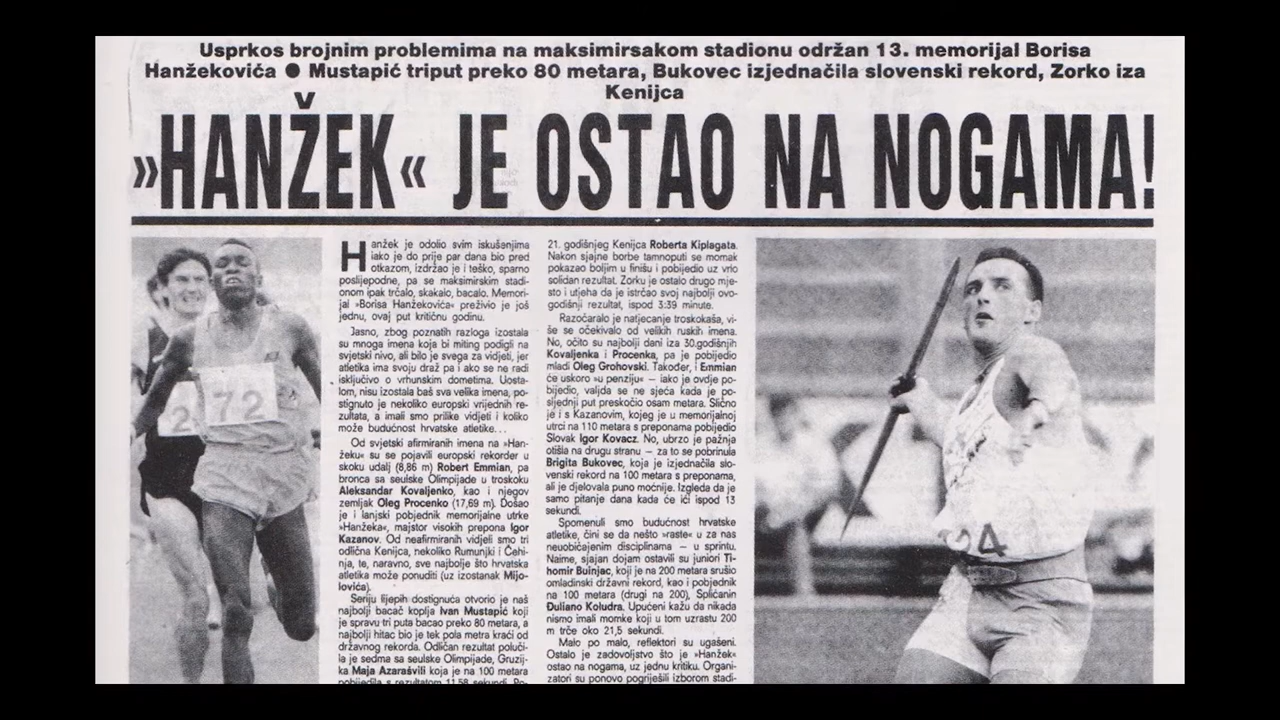 Usprkos brojnim problemima na maksimirsakom stadionu održan 13. memorijal Borisa
Hanžekovića ● Mustapić triput preko 80 metara, Bukovec izjednačila slovenski rekord, Zorko iza
Kenijca
»HANŽEK« JE OSTAO NA NOGAMA!
Hanžek je odolio svim iskušenjima
iako je do prije par dana bio pred
otkazom, izdržao je i teško, sparno
poslijepodne, pa se maksimirskim stadi-
onom ipak trčalo, skakalo, bacalo. Memori-
jal »Borisa Hanžekovića« preživio je još
jednu, ovaj put kritičnu godinu.
Jasno, zbog poznatih razloga izostala
su mnoga imena koja bi miting podigli na
svjetski nivo, ali bilo je svega za vidjeti, jer
atletika ima svoju draž pa i ako se ne radi
isključivo o vrhunskim dometima. Uosta-
lom, nisu izostala baš sva velika imena, po-
stignuto je nekoliko europski vrijednih re-
zultata, a imali smo prilike vidjeti i koliko
može budućnost hrvatske atletike...
Od svjetski afirmiranih imena na »Han-
žeku« su se pojavili europski rekorder u
skoku udalj (8,86 m) Robert Emmian, pa
bronca sa seulske Olimpijade u troskoku
Aleksandar Kovaljenko, kao i njegov
zemljak Oleg Procenko (17,69 m). Došao
je i lanjski pobjednik memorijalne utrke
»Hanžeka«, majstor visokih prepona Igor
Kazanov. Od neafirmiranih vidjeli smo tri
odlična Kenijca, nekoliko Rumunjki i Čehi-
nja, te, naravno, sve najbolje što hrvatska
atletika može ponuditi (uz izostanak Mijo-
lovića).
Seriju lijepih dostignuća otvorio je naš
najbolji bacač koplja Ivan Mustapić koji
je spravu tri puta bacao preko 80 metara, a
najbolji hitac bio je tek pola metra kraći od
državnog rekorda. Odličan rezultat poluči-
la je sedma sa seulske Olimpijade, Gruzij-
ka Maja Azarašvili koja je na 100 metara
pobijedila s rezultatom 11,58 sekundi. Po-
21. godišnjeg Kenijca Roberta Kiplagata.
Nakon sjajne borbe tamnoputi se momak
pokazao boljim u finišu i pobijedio uz vrlo
solidan rezultat. Zorku je ostalo drugo mje-
sto i utjeha da je istrčao svoj najbolji ovo-
godišnji rezultat, ispod 3:39 minute.
Razočaralo je natjecanje troskokaša, vi-
še se očekivalo od velikih ruskih imena.
No, očito su najbolji dani iza 30.godišnjih
Kovaljenka i Procenka, pa je pobijedio
mladi Oleg Grohovski. Također, i Emmian
će uskoro »u penziju« — iako je ovdje po-
bijedio, valjda se ne sjeća kada je po-
sljednji put preskočio osam metara. Slično
je i s Kazanovim, kojeg je u memorijalnoj
utrci na 110 metara s preponama pobijedio
Slovak Igor Kovacz. No, ubrzo je pažnja
otišla na drugu stranu — za to se pobrinula
Brigita Bukovec, koja je izjednačila slo-
venski rekord na 100 metara s preponama,
ali je djelovala puno moćnije. Izgleda da je
samo pitanje dana kada će ići ispod 13
sekundi.
Spomenuli smo budućnost hrvatske
atletike, čini se da nešto »raste« u za nas
neuobičajenim disciplinama — u sprintu.
Naime, sjajan dojam ostavili su juniori Ti-
homir Buinjac, koji je na 200 metara srušio
omladinski državni rekord, kao i pobjednik
na 100 metara (drugi na 200), Splićanin
Đuliano Koludra. Upućeni kažu da nikada
nismo imali momke koji u tom uzrastu 200
m trče oko 21,5 sekundi.
Malo po malo, reflektori su ugašeni.
Ostalo je zadovoljstvo što je »Hanžek«
ostao na nogama, uz jednu kritiku. Organi-
zatori su ponovo pogriješili izborom stadi-